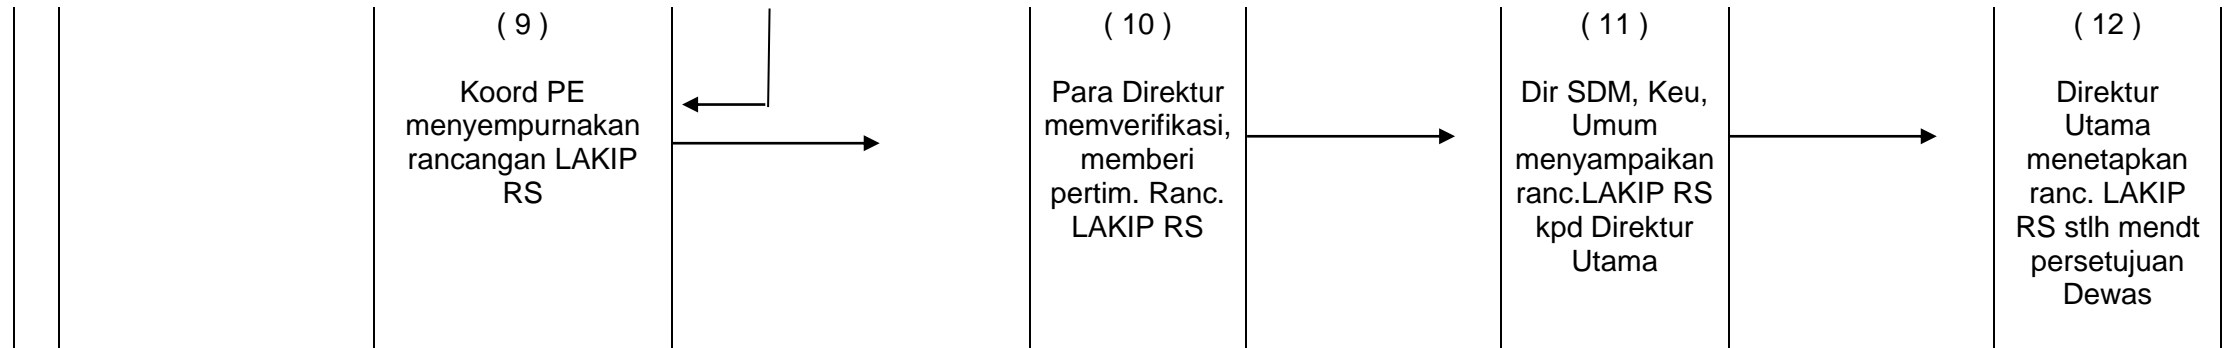 ( 9 )
Koord PE
menyempurnakan
rancangan LAKIP
RS
( 10 )
Para Direktur
memverifikasi,
memberi
pertim. Ranc.
LAKIP RS
( 11 )
Dir SDM, Keu,
Umum
menyampaikan
ranc.LAKIP RS
kpd Direktur
Utama
( 12 )
Direktur
Utama
menetapkan
ranc. LAKIP
RS stlh mendt
persetujuan
Dewas